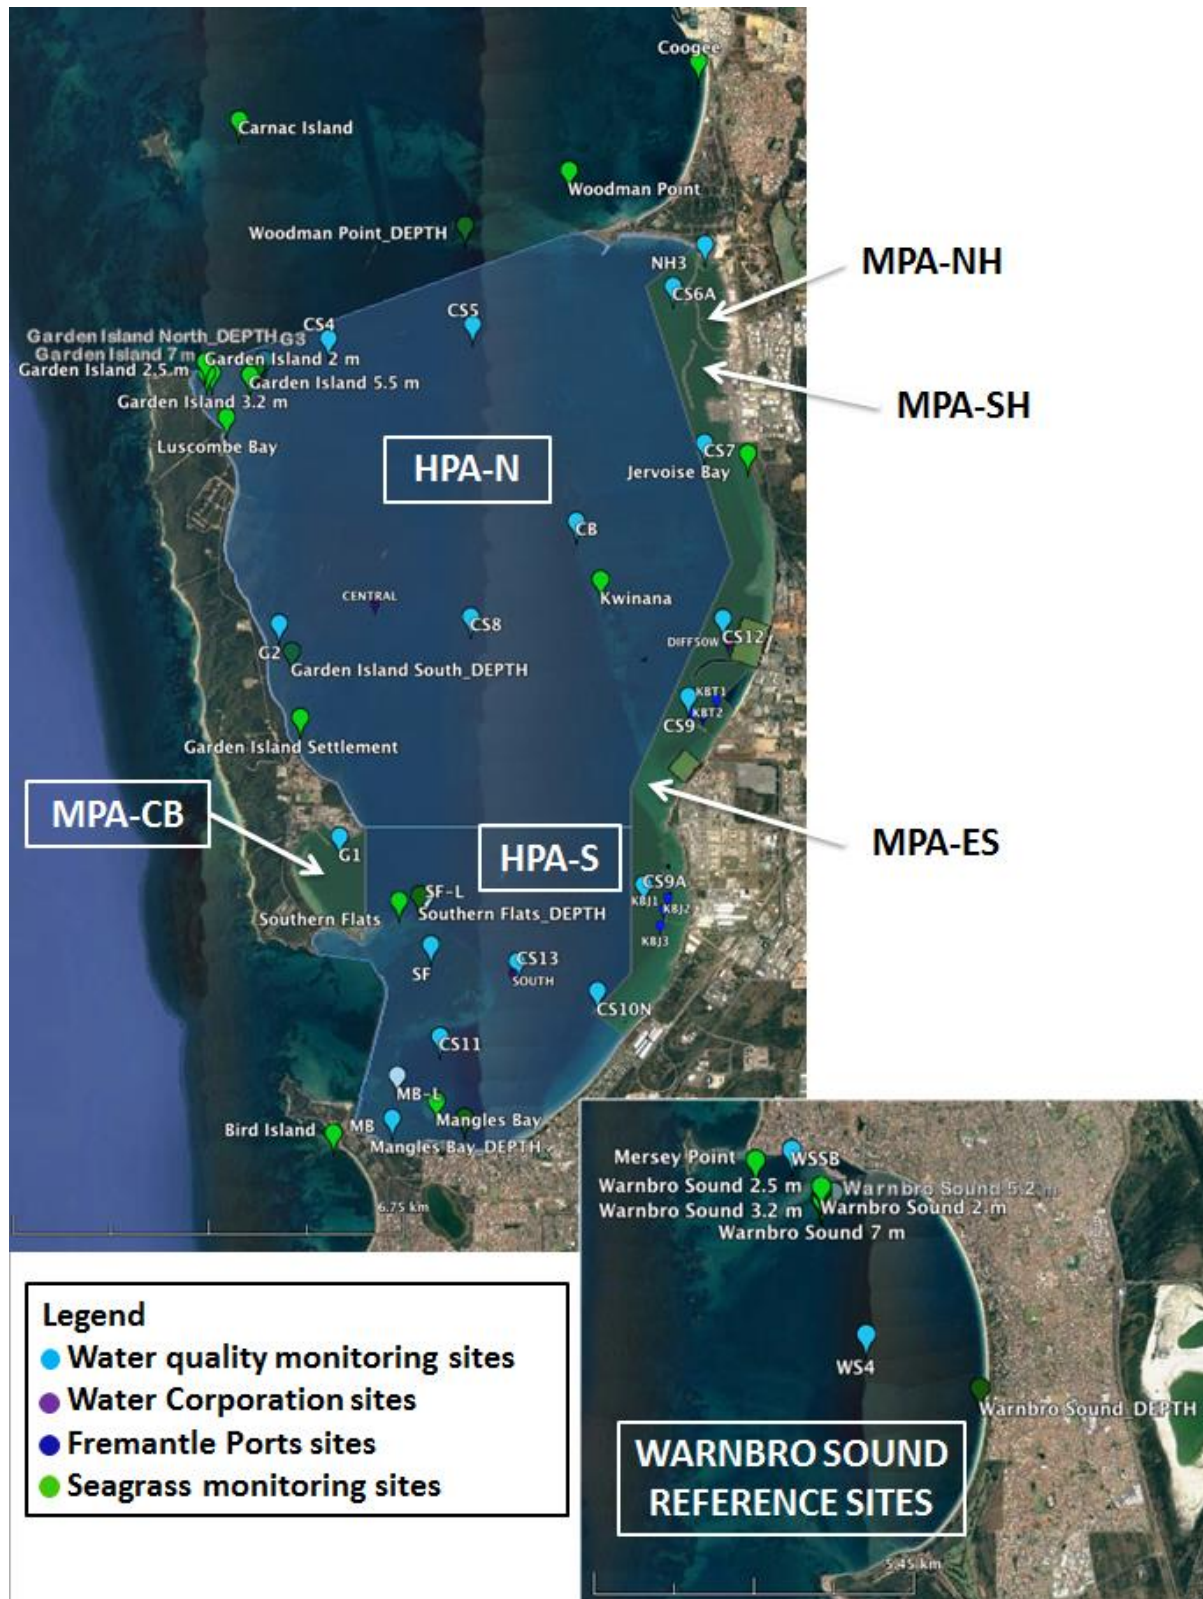 Coogee
Carnac Island
Woodman Point
Woodman Point_DEPTH
NH3
MPA-NH
CS6A
CS5
CS4
Garden Island North_DEPTH
G3
Garden Island 7 m
Garden Island 2 m
Garden Island 2.5 m
Garden Island 5.5 m
Garden Island 3.2 m
MPA-SH
Luscombe Bay
HPA-N
CS7
Jervoise Bay
CB
Kwinana
CENTRAL
CS8
G2
DIFF50W
CS12
Garden Island South_DEPTH
KBT1
KBT2
CS9
Garden Island Settlement
MPA-CB
G1
HPA-S
MPA-ES
CS9A
SF-L
KBJ1
KBJ2
Southern Flats
Southern Flats_DEPTH
KBJ3
SF
CS13
SOUTH
CS10N
CS11
MB-L
Mangles Bay
MB
Bird Island
Mangles Bay_DEPTH
6.75 km
Mersey Point
WSSB
Warnbro Sound 2.5 m
Warnbro Sound 5.2 m
Warnbro Sound 3.2 m
Warnbro Sound 2 m
Warnbro Sound 7 m
WS4
Warnbro Sound_DEPTH
WARNBRO SOUND
REFERENCE SITES
5.45 km
Legend
Water quality monitoring sites
Water Corporation sites
Fremantle Ports sites
Seagrass monitoring sites